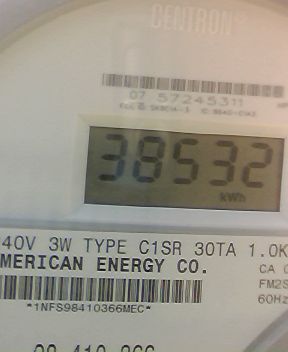 CENTRON®
07 57245311
38532
kWh
40V 3W TYPE C1SR 30TA 1.0K
MERICAN ENERGY CO.
CA
FM2S
60Hz
*1NFS98410366MEC*